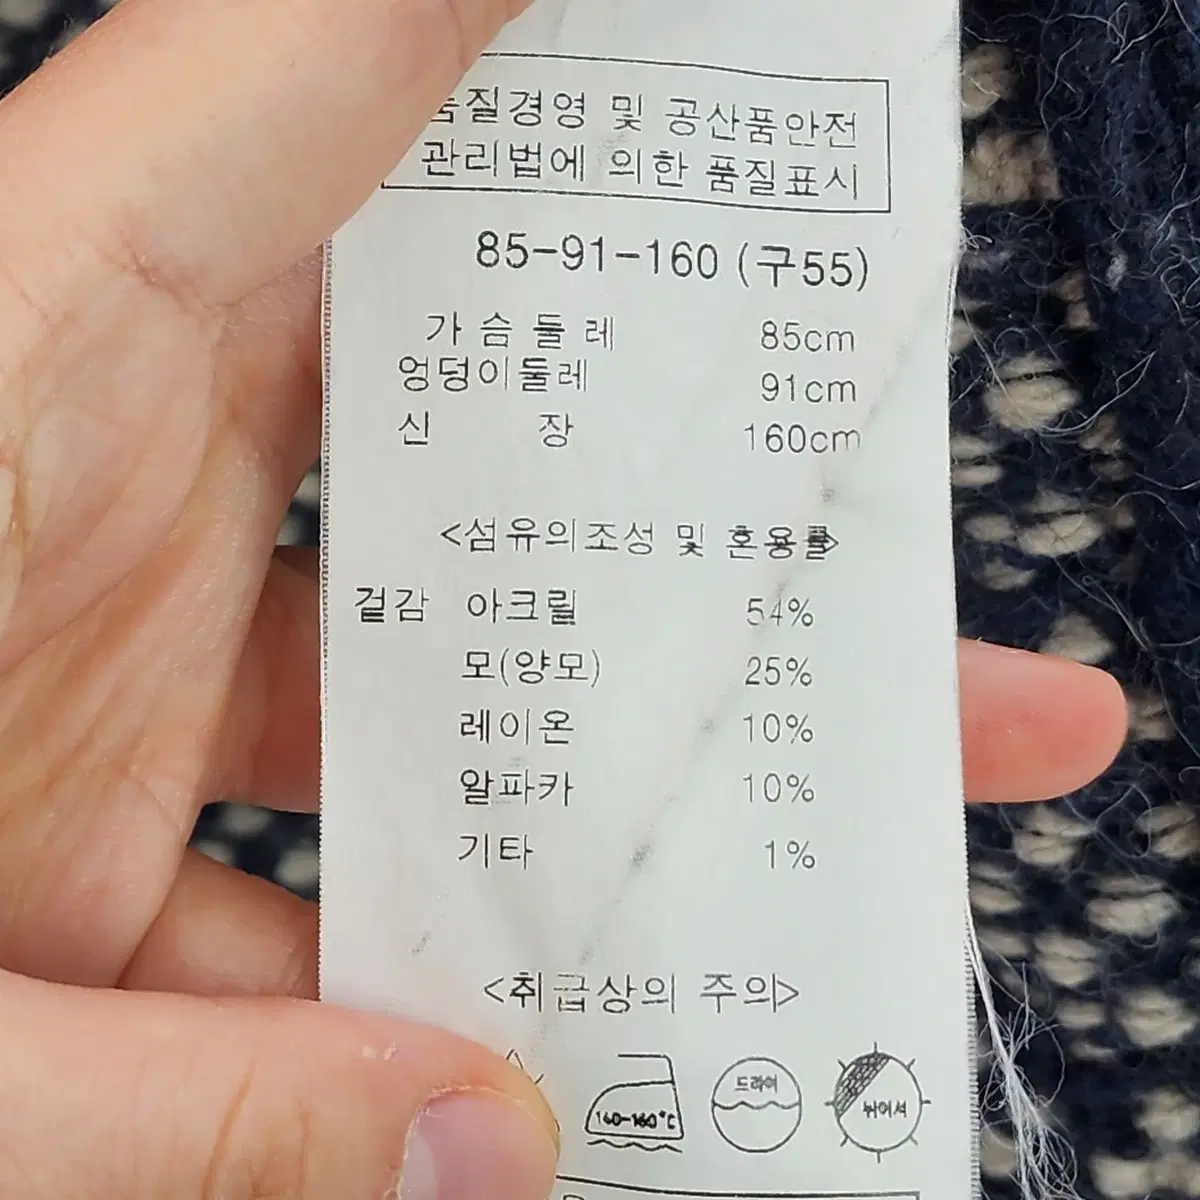 품질경영 및 공산품안전
관리법에 의한 품질표시
85-91-160 (구55)
가 슴 둘 레 85cm
엉덩이둘레 91cm
신 장 160cm
<섬유의조성 및 혼용률>
겉감 아크릴 54%
모(양모) 25%
레이온 10%
알파카 10%
기타 1%
<취급상의 주의>
드라이
뉘어서